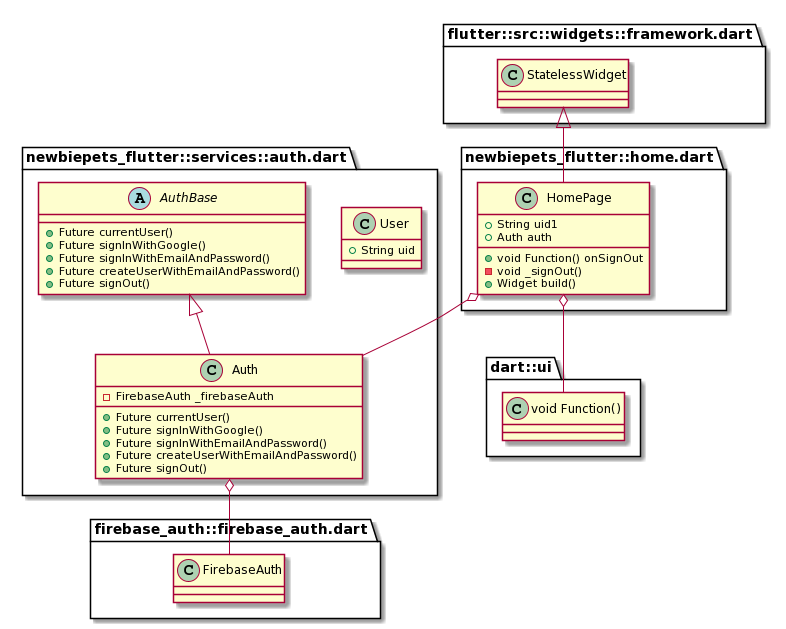 flutter::src::widgets::framework.dart
C StatelessWidget
newbiepets_flutter::services::auth.dart
A AuthBase
Future currentUser()
Future signInWithGoogle()
Future signInWithEmailAndPassword()
Future createUserWithEmailAndPassword()
Future signOut()
C User
String uid
newbiepets_flutter::home.dart
C HomePage
String uid1
Auth auth
void Function() onSignOut
void _signOut()
Widget build()
C Auth
FirebaseAuth _firebaseAuth
Future currentUser()
Future signInWithGoogle()
Future signInWithEmailAndPassword()
Future createUserWithEmailAndPassword()
Future signOut()
dart::ui
C void Function()
firebase_auth::firebase_auth.dart
C FirebaseAuth